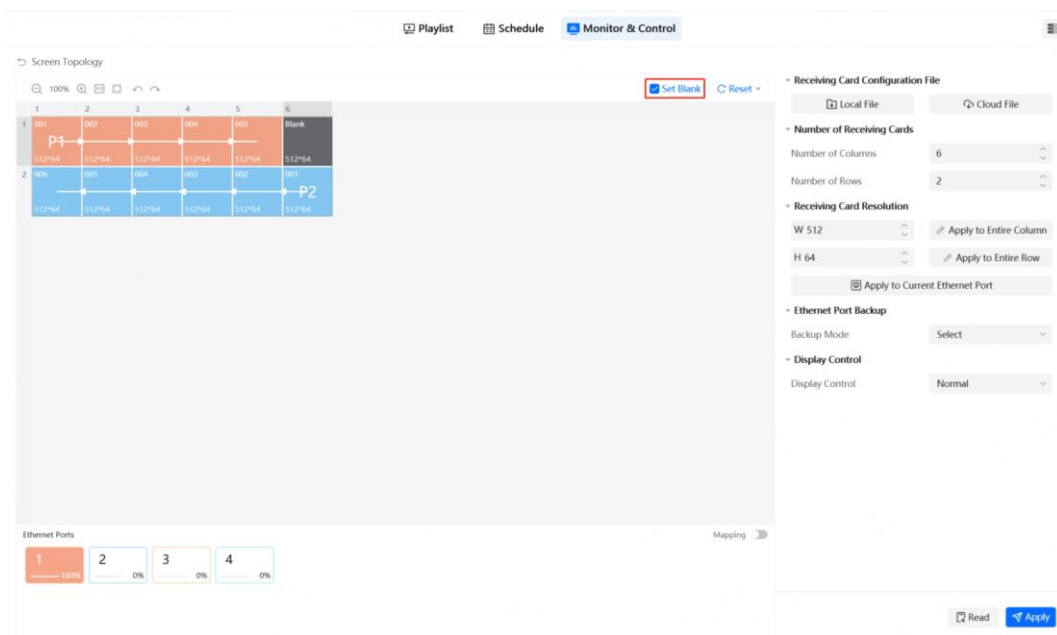 Playlist Schedule Monitor & Control
Screen Topology
100% Set Blank Reset
1 2 3 4 5 6
1 001 002 003 004 005 Blank
P1
512*64 512*64 512*64 512*64 512*64 512*64
2 006 005 004 003 002 001
P2
512*64 512*64 512*64 512*64 512*64 512*64
Receiving Card Configuration File
Local File Cloud File
Number of Receiving Cards
Number of Columns 6
Number of Rows 2
Receiving Card Resolution
W 512 Apply to Entire Column
H 64 Apply to Entire Row
Apply to Current Ethernet Port
Ethernet Port Backup
Backup Mode Select
Display Control
Display Control Normal
Ethernet Ports Mapping
1 2 3 4
100% 0% 0% 0%
Read Apply